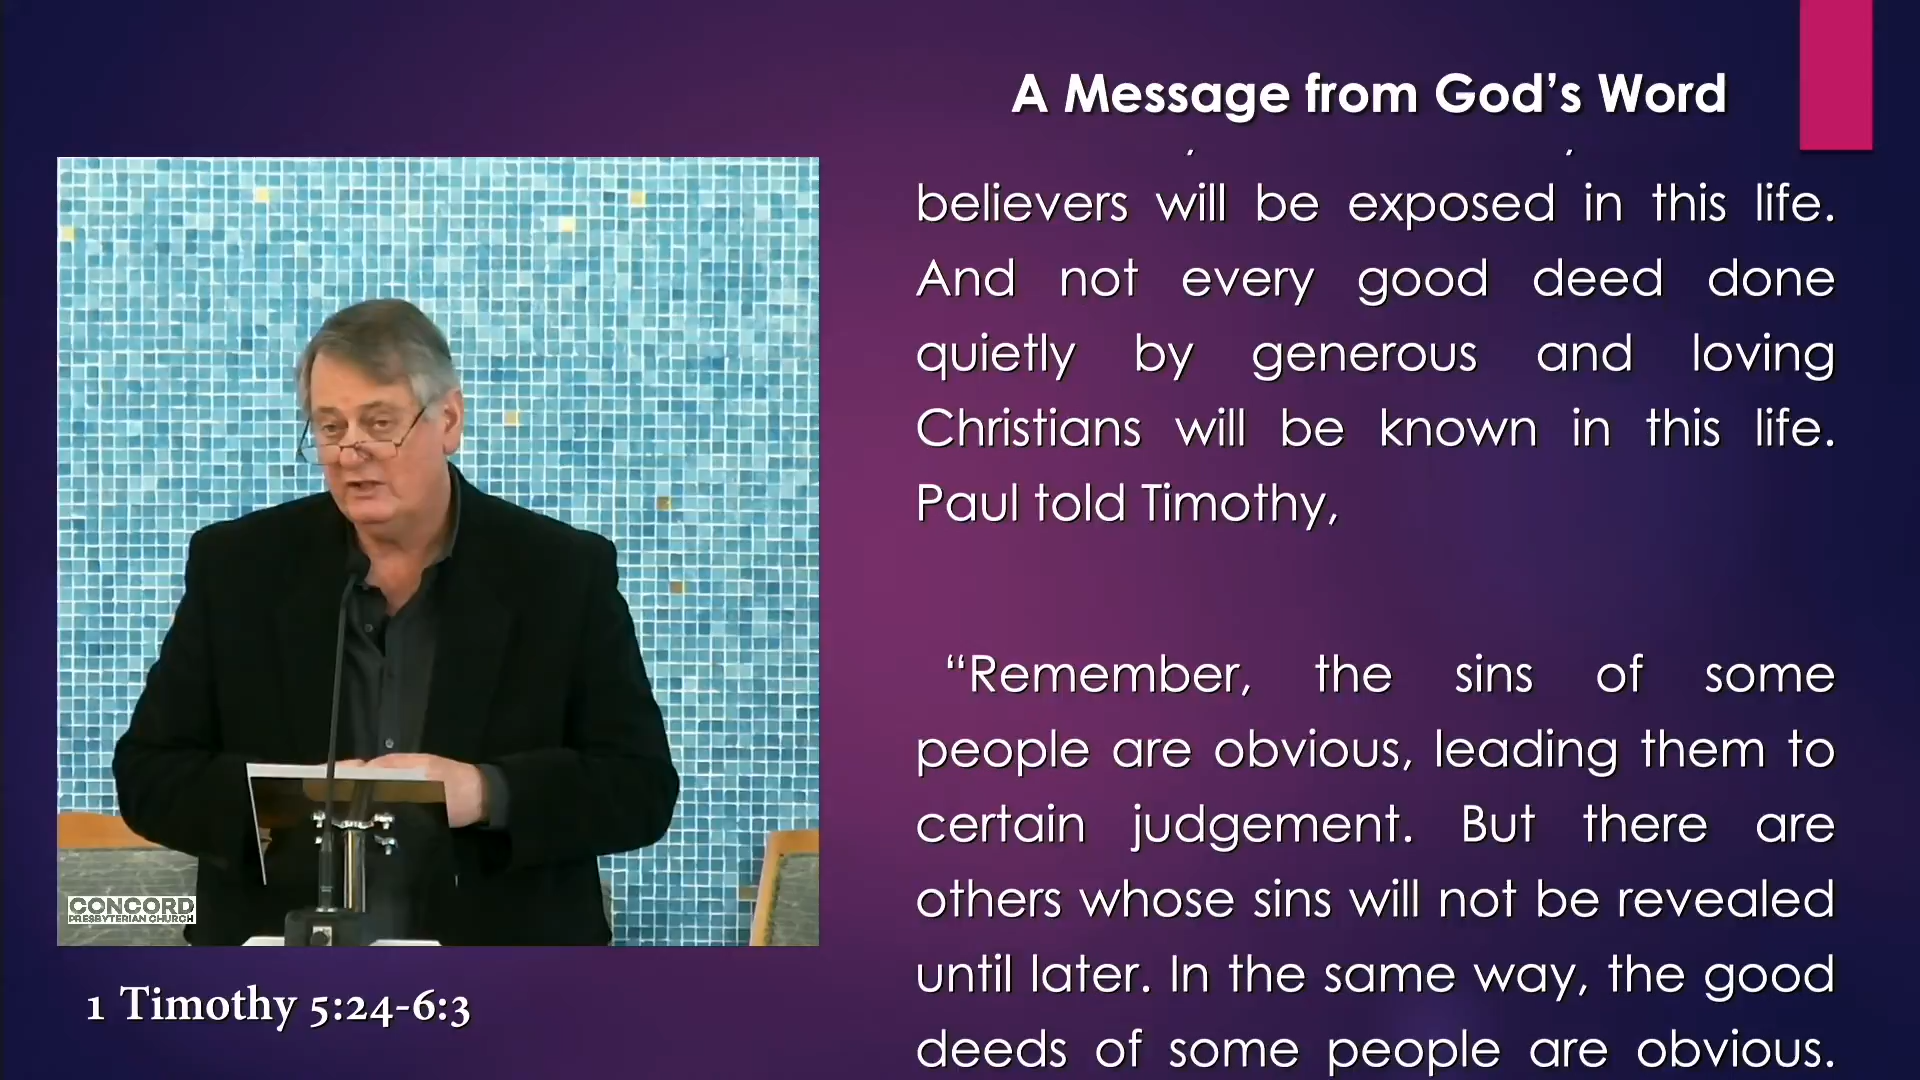 A Message from God’s Word
believers will be exposed in this life.
And not every good deed done
quietly by generous and loving
Christians will be known in this life.
Paul told Timothy,
“Remember, the sins of some
people are obvious, leading them to
certain judgement. But there are
others whose sins will not be revealed
until later. In the same way, the good
deeds of some people are obvious.
CONCORD
PRESBYTERIAN CHURCH
1 Timothy 5:24-6:3